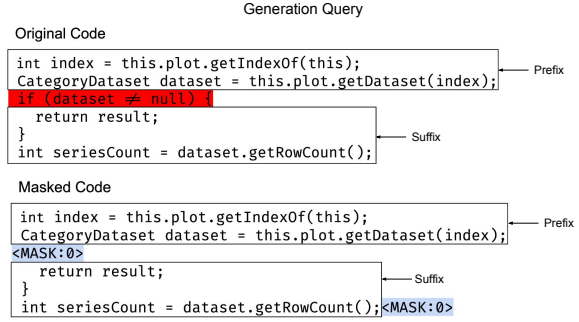 Generation Query
Original Code
int index = this.plot.getIndexOf(this);
CategoryDataset dataset = this.plot.getDataset(index);
Prefix
if (dataset ≠ null) {
return result;
}
Suffix
int seriesCount = dataset.getRowCount();
Masked Code
int index = this.plot.getIndexOf(this);
Prefix
CategoryDataset dataset = this.plot.getDataset(index);
<MASK:0>
return result;
}
Suffix
int seriesCount = dataset.getRowCount();<MASK:0>